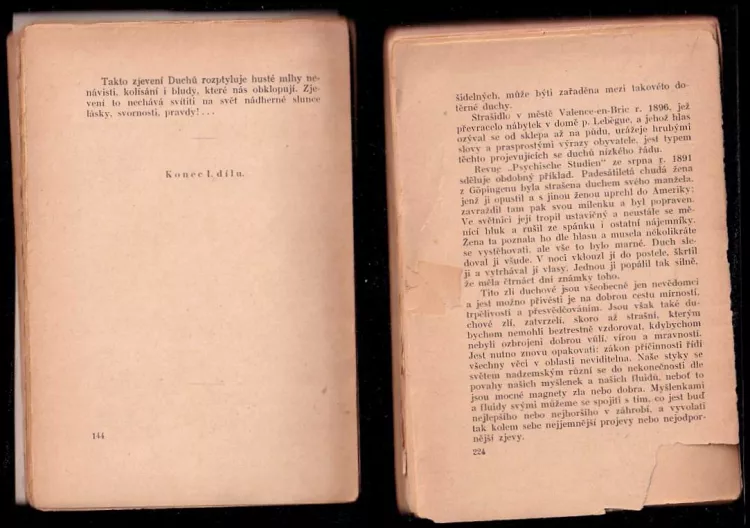 Takto zjevení Duchů rozptyluje husté mlhy ne-
návisti, kolísání i bludy, které nás obklopují. Zje-
vení to nechává svítiti na svět nádherné slunce
lásky, svornosti, pravdy!...
Konec I. dílu.
144
šidelných, může býti zařaděna mezi takovéto do-
těrné duchy.
Strašidlo v městě Valence-en-Brie r. 1896, jež
převracelo nábytek v domě p. Lebègue, a jehož hlas
ozýval se od sklepa až na půdu, urážeje hrubými
slovy a prasprostými výrazy obyvatele, jest typem
těchto projevujících se duchů nízkého řádu.
Revue „Psychische Studien" ze srpna r. 1891
sděluje obdobný příklad. Padesátiletá chudá žena
z Göpingenu byla strašena duchem svého manžela,
jenž ji opustil a s jinou ženou uprchl do Ameriky;
zavraždil tam pak svou milenku a byl popraven.
Ve světnici její tropil ustavičný a neustále se mě-
nící hluk a rušil ze spánku i ostatní nájemníky.
Žena ta poznala ho dle hlasu a musela několikráte
se vystěhovati, ale vše to bylo marné. Duch sle-
doval ji všude. V noci vklouzl jí do postele, škrtil
ji a vytrhával jí vlasy. Jednou ji popálil tak silně,
že měla čtrnáct dní známky toho.
Tito zlí duchové jsou všeobecně jen nevědomci
a jest možno přivésti je na dobrou cestu mírností,
trpělivostí a přesvědčováním. Jsou však také du-
chové zlí, zatvrzelí, skoro až strašní, kterým
bychom nemohli beztrestně vzdorovat, kdybychom
nebyli ozbrojeni dobrou vůlí, vírou a mravností.
Jest nutno znovu opakovati: zákon příčinnosti řídí
všechny věci v oblasti neviditelna. Naše styky se
světem nadzemským různí se do nekonečnosti dle
povahy našich myšlenek a našich fluidů, neboť to
jsou mocné magnety zla nebo dobra. Myšlenkami
a fluidy svými můžeme se spojiti s tím, co jest buď
nejlepšího nebo nejhoršího v záhrobí, a vyvolati
tak kolem sebe nejjemnější projevy nebo nejodpor-
nější zjevy.
224